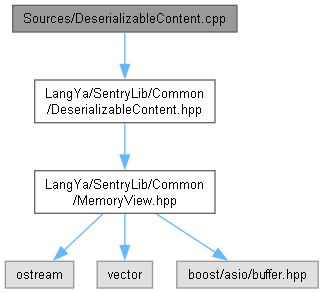 Sources/DeserializableContent.cpp
LangYa/SentryLib/Common
/DeserializableContent.hpp
LangYa/SentryLib/Common
/MemoryView.hpp
ostream
vector
boost/asio/buffer.hpp